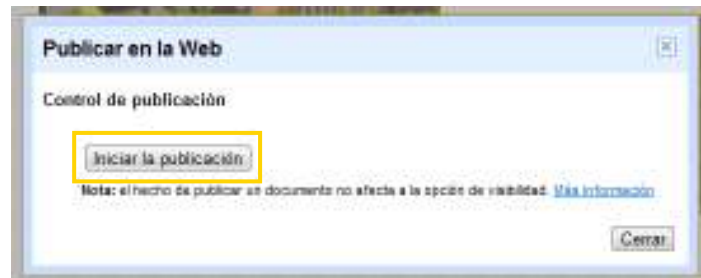 Publicar en la Web
Control de publicación
Iniciar la publicación
Nota: el hecho de publicar un documento no afecta a la opción de visibilidad. Más información
Cerrar